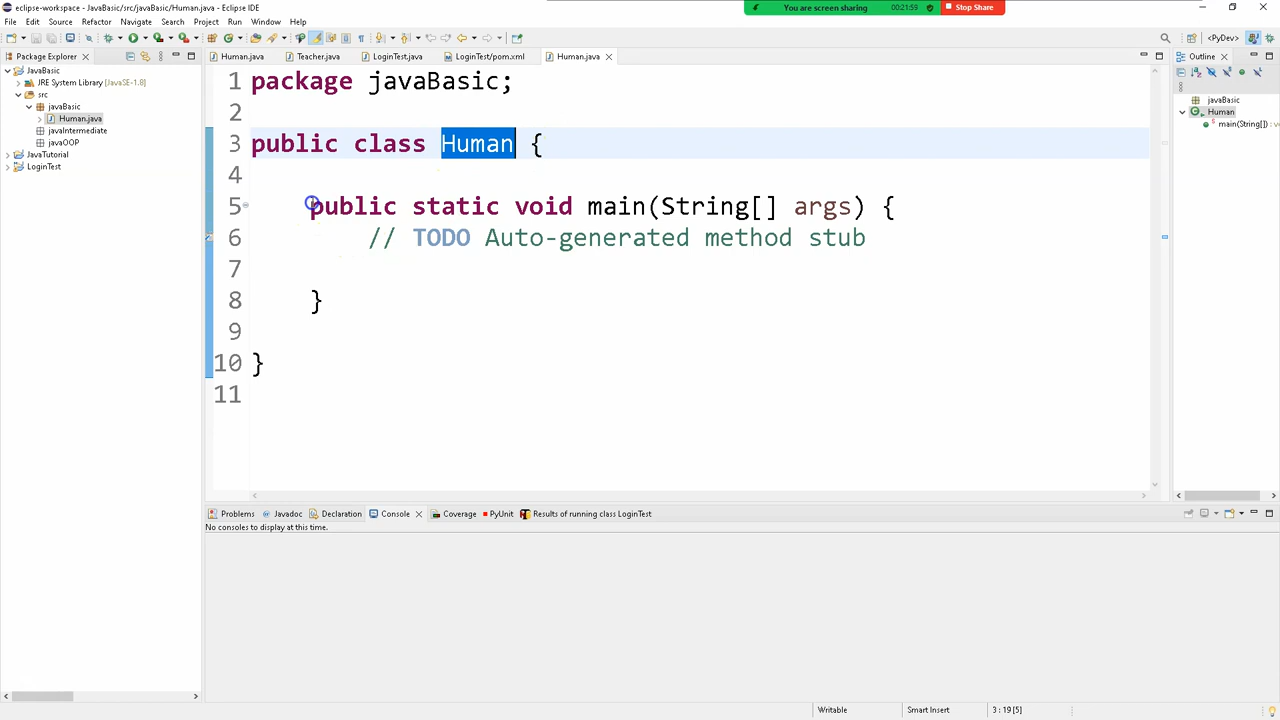 eclipse-workspace - JavaBasic/src/javaBasic/Human.java - Eclipse IDE
You are screen sharing
00:21:59
Stop Share
File Edit Source Refactor Navigate Search Project Run Window Help
<PyDev>
Package Explorer
Human.java
Teacher.java
LoginTest.java
LoginTest/pom.xml
Human.java
Outline
JavaBasic
JRE System Library [JavaSE-1.8]
src
javaBasic
Human.java
javaIntermediate
javaOOP
JavaTutorial
LoginTest
1 package javaBasic;
2
3 public class Human {
4
5 public static void main(String[] args) {
6 // TODO Auto-generated method stub
7
8 }
9
10 }
11
javaBasic
Human
main(String[]) : v
Problems Javadoc Declaration Console Coverage PyUnit Results of running class LoginTest
No consoles to display at this time.
Writable Smart Insert 3 : 19 [5]